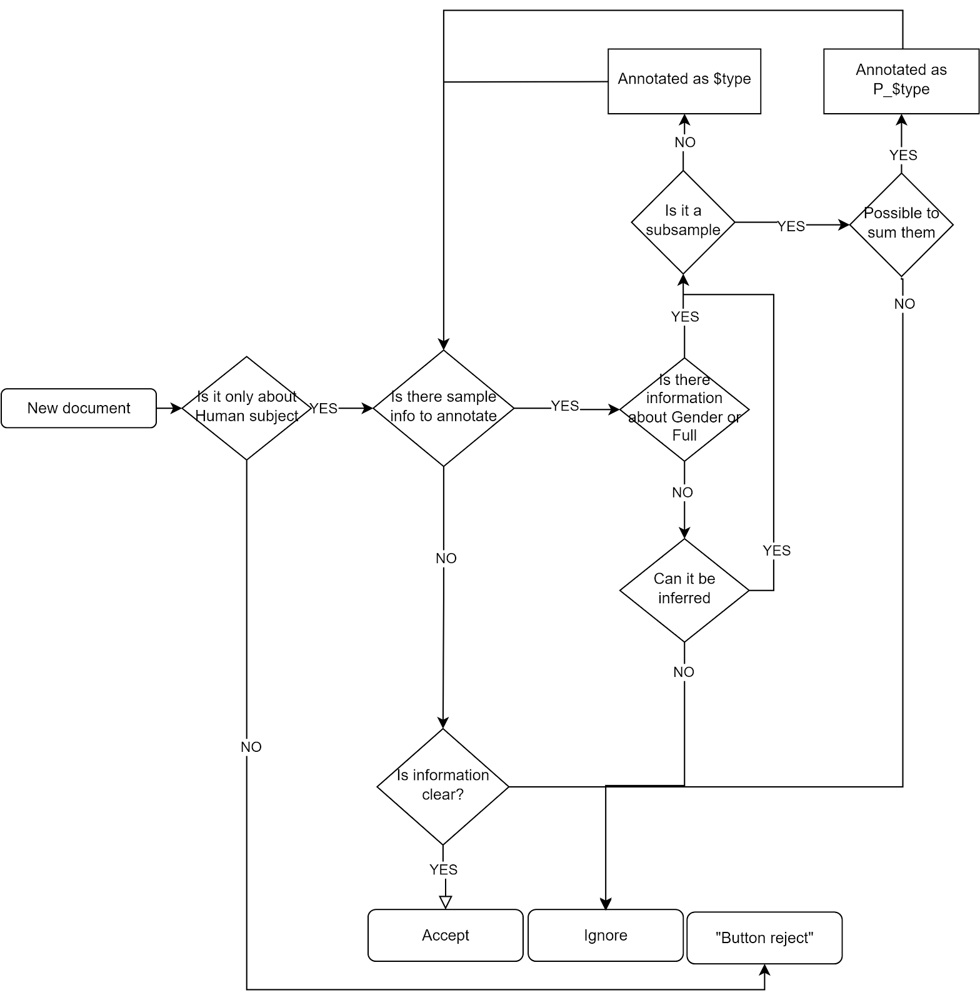 Annotated as $type
Annotated as
P_$type
NO
YES
Is it a
subsample
YES
Possible to
sum them
NO
YES
New document
Is it only about
Human subject
YES
Is there sample
info to annotate
YES
Is there
information
about Gender or
Full
NO
NO
YES
Can it be
inferred
NO
NO
Is information
clear?
YES
Accept
Ignore
"Button reject"